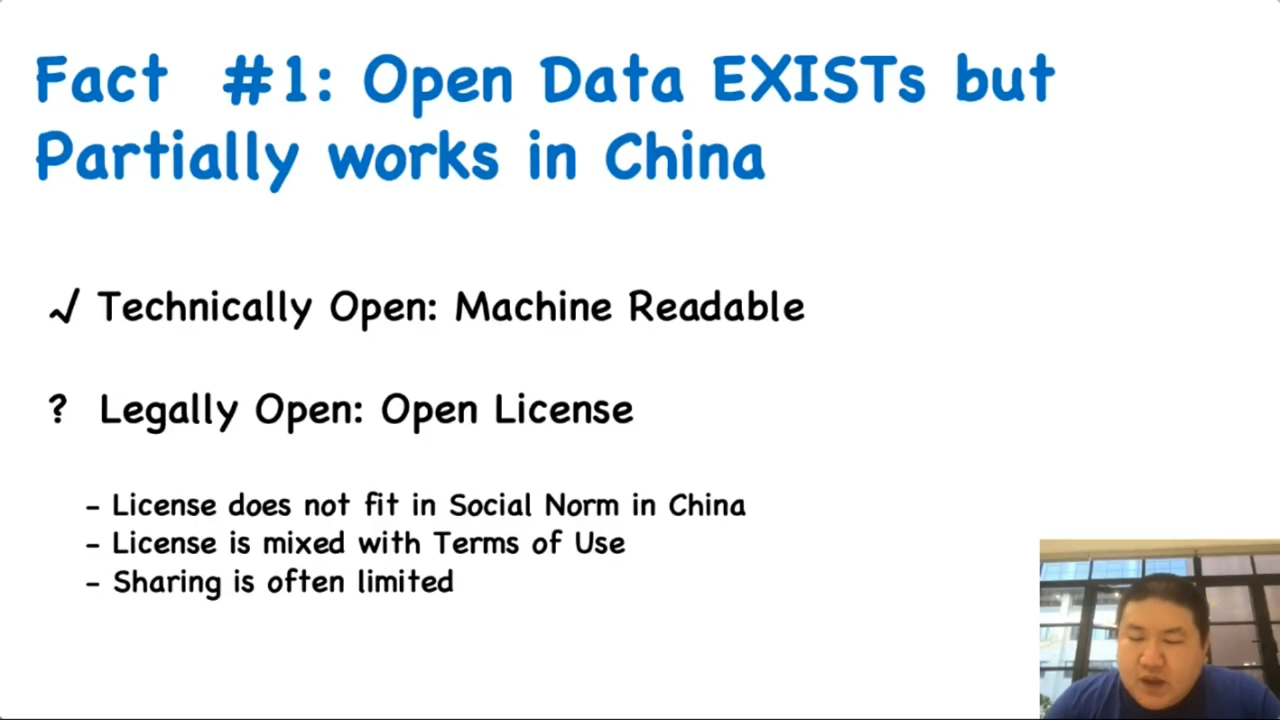 Fact #1: Open Data EXISTs but
Partially works in China
√ Technically Open: Machine Readable
? Legally Open: Open License
- License does not fit in Social Norm in China
- License is mixed with Terms of Use
- Sharing is often limited